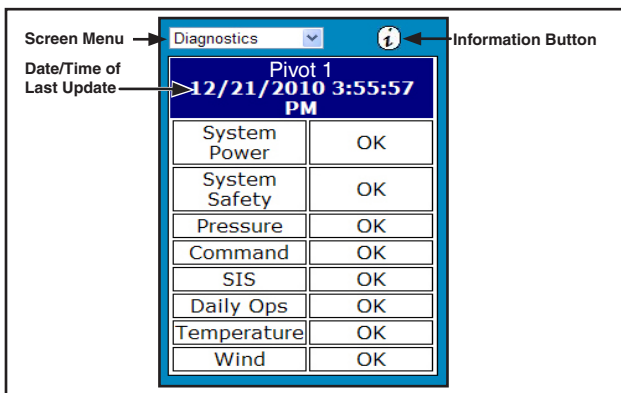 Screen Menu
Diagnostics
i
Information Button
Date/Time of
Last Update
Pivot 1
12/21/2010 3:55:57
PM
System
Power
OK
System
Safety
OK
Pressure
OK
Command
OK
SIS
OK
Daily Ops
OK
Temperature
OK
Wind
OK